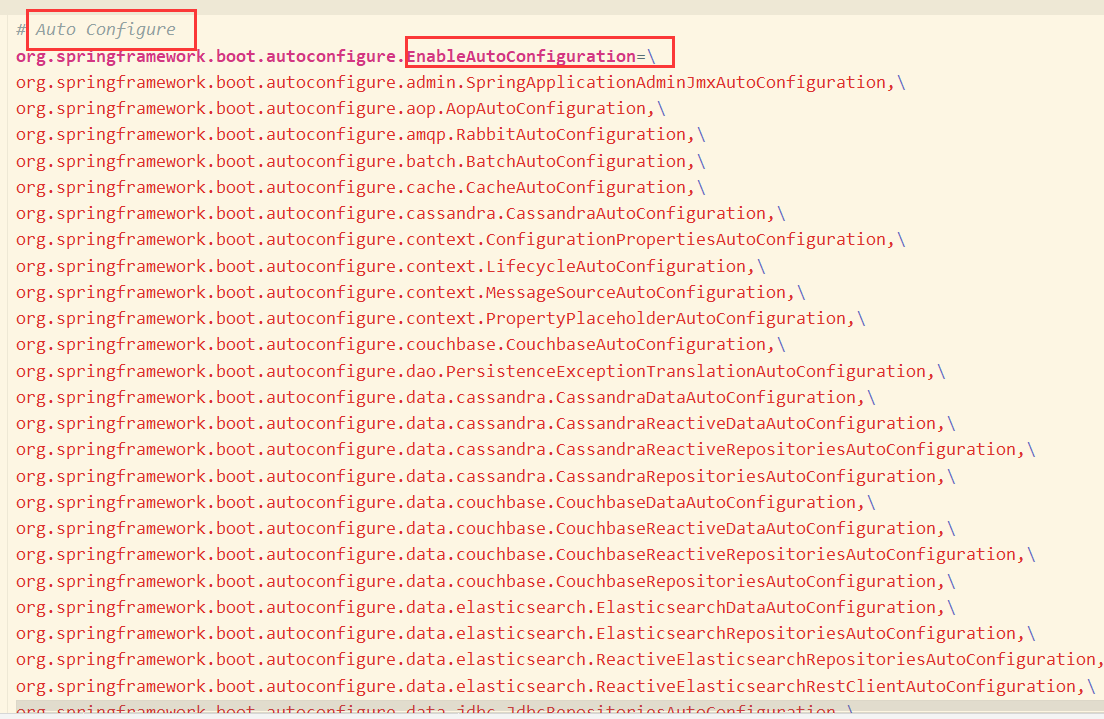 # Auto Configure
org.springframework.boot.autoconfigure.EnableAutoConfiguration=\
org.springframework.boot.autoconfigure.admin.SpringApplicationAdminJmxAutoConfiguration,\
org.springframework.boot.autoconfigure.aop.AopAutoConfiguration,\
org.springframework.boot.autoconfigure.amqp.RabbitAutoConfiguration,\
org.springframework.boot.autoconfigure.batch.BatchAutoConfiguration,\
org.springframework.boot.autoconfigure.cache.CacheAutoConfiguration,\
org.springframework.boot.autoconfigure.cassandra.CassandraAutoConfiguration,\
org.springframework.boot.autoconfigure.context.ConfigurationPropertiesAutoConfiguration,\
org.springframework.boot.autoconfigure.context.LifecycleAutoConfiguration,\
org.springframework.boot.autoconfigure.context.MessageSourceAutoConfiguration,\
org.springframework.boot.autoconfigure.context.PropertyPlaceholderAutoConfiguration,\
org.springframework.boot.autoconfigure.couchbase.CouchbaseAutoConfiguration,\
org.springframework.boot.autoconfigure.dao.PersistenceExceptionTranslationAutoConfiguration,\
org.springframework.boot.autoconfigure.data.cassandra.CassandraDataAutoConfiguration,\
org.springframework.boot.autoconfigure.data.cassandra.CassandraReactiveDataAutoConfiguration,\
org.springframework.boot.autoconfigure.data.cassandra.CassandraReactiveRepositoriesAutoConfiguration,\
org.springframework.boot.autoconfigure.data.cassandra.CassandraRepositoriesAutoConfiguration,\
org.springframework.boot.autoconfigure.data.couchbase.CouchbaseDataAutoConfiguration,\
org.springframework.boot.autoconfigure.data.couchbase.CouchbaseReactiveDataAutoConfiguration,\
org.springframework.boot.autoconfigure.data.couchbase.CouchbaseReactiveRepositoriesAutoConfiguration,\
org.springframework.boot.autoconfigure.data.couchbase.CouchbaseRepositoriesAutoConfiguration,\
org.springframework.boot.autoconfigure.data.elasticsearch.ElasticsearchDataAutoConfiguration,\
org.springframework.boot.autoconfigure.data.elasticsearch.ElasticsearchRepositoriesAutoConfiguration,\
org.springframework.boot.autoconfigure.data.elasticsearch.ReactiveElasticsearchRepositoriesAutoConfiguration,
org.springframework.boot.autoconfigure.data.elasticsearch.ReactiveElasticsearchRestClientAutoConfiguration,\
org.springframework.boot.autoconfigure.data.jdbc.JdbcRepositoriesAutoConfiguration,\